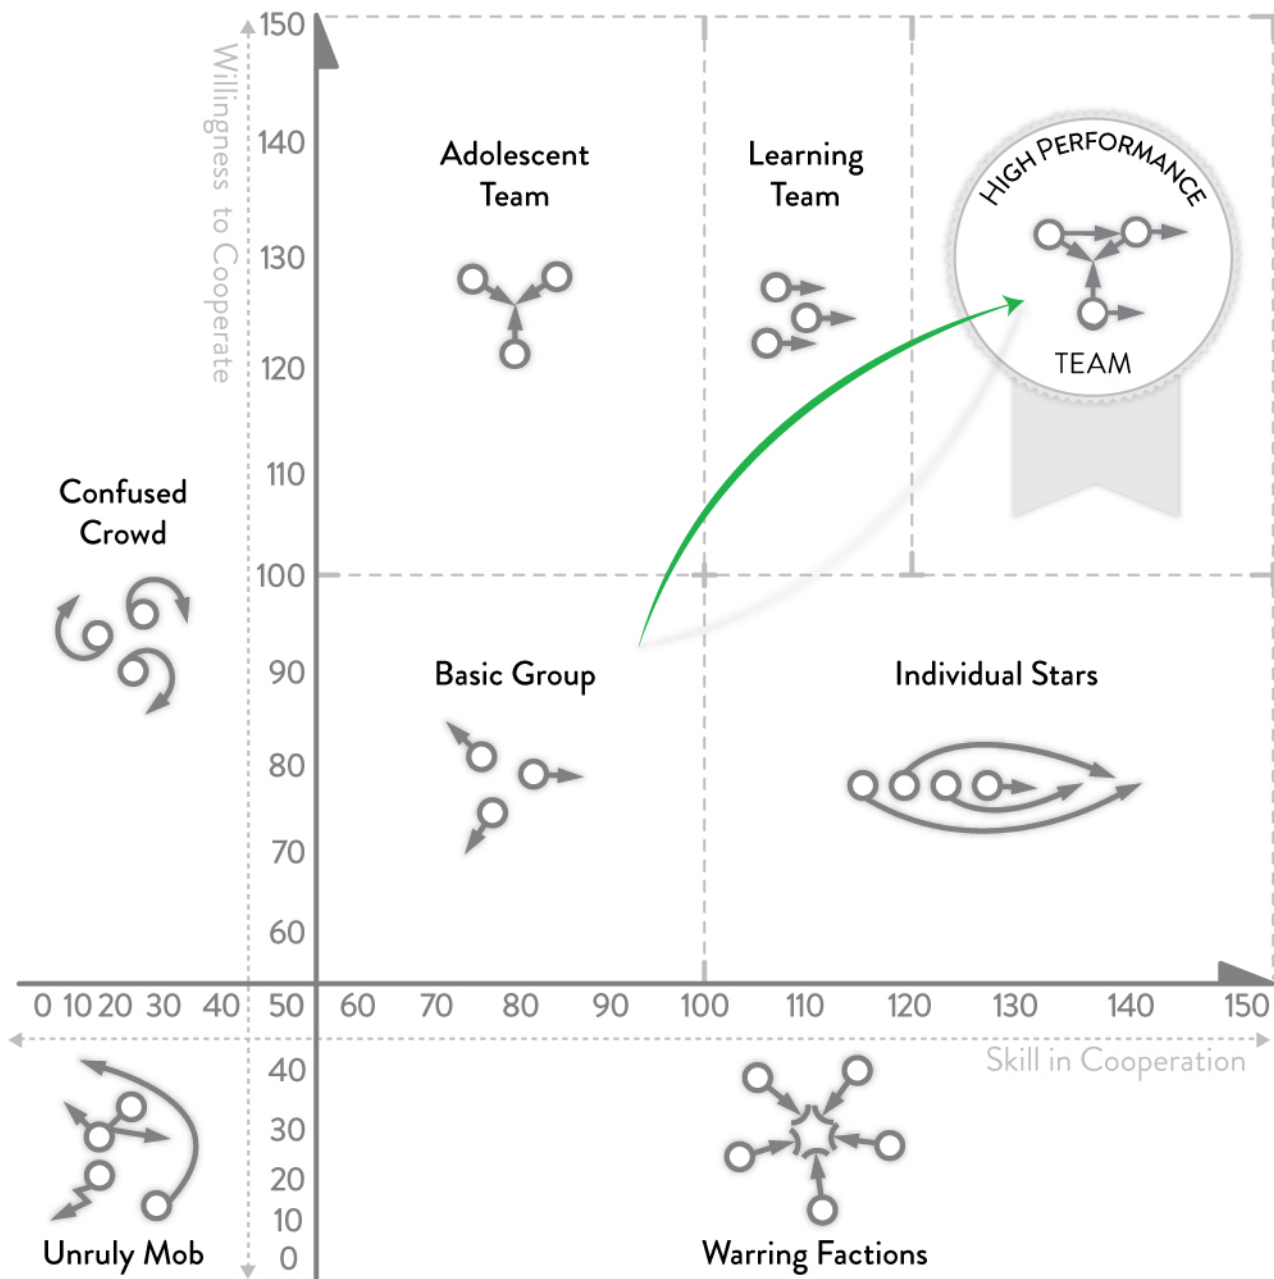 150
Willingness to Cooperate
140
130
120
110
100
90
80
70
60
Adolescent
Team
Learning
Team
HIGH PERFORMANCE
TEAM
Confused
Crowd
Basic Group
Individual Stars
0 10 20 30 40 50 60 70 80 90 100 110 120 130 140 150
Skill in Cooperation
40
30
20
10
0
Unruly Mob
Warring Factions